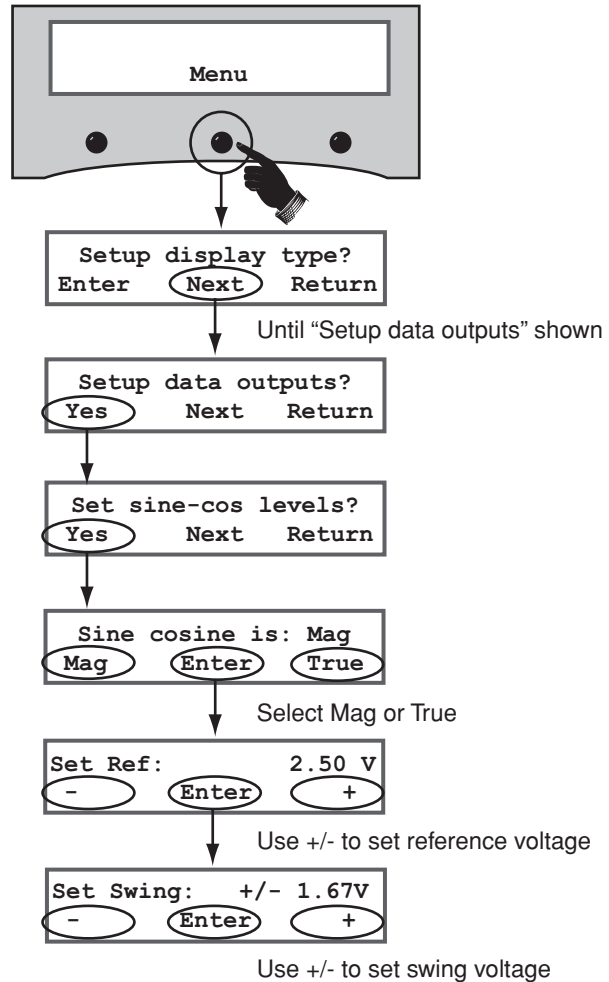 Menu
Setup display type?
Enter Next Return
Until “Setup data outputs” shown
Setup data outputs?
Yes Next Return
Set sine-cos levels?
Yes Next Return
Sine cosine is: Mag
Mag Enter True
Select Mag or True
Set Ref: 2.50 V
- Enter +
Use +/- to set reference voltage
Set Swing: +/- 1.67V
- Enter +
Use +/- to set swing voltage